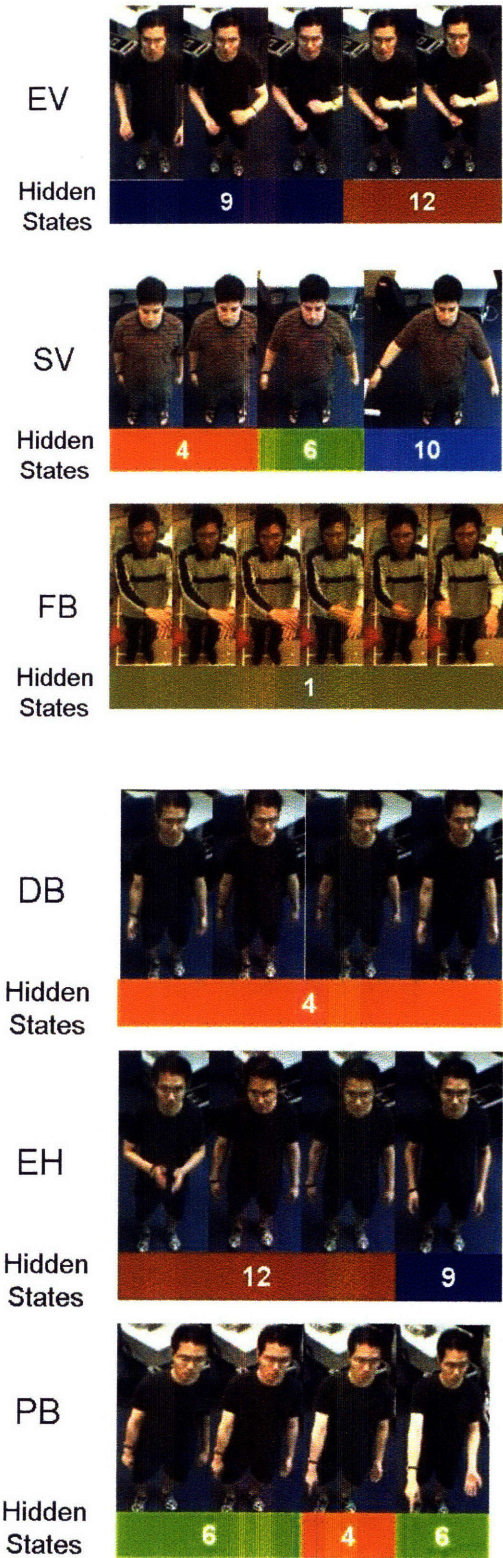 EV
Hidden
States
9 12
SV
Hidden
States
4 6 10
FB
Hidden
States
1
DB
Hidden
States
4
EH
Hidden
States
12 9
PB
Hidden
States
6 4 6